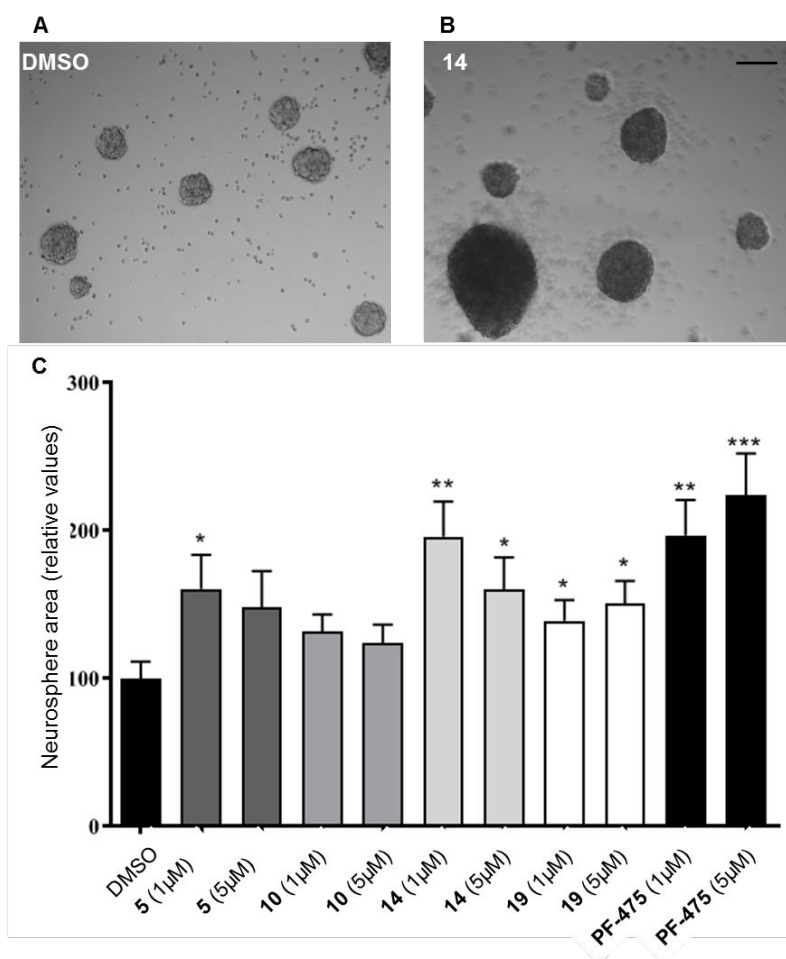 A
B
DMSO
14
C
Neurosphere area (relative values)
300
200
100
0
*
**
*
*
*
**
***
DMSO
5 (1µM)
5 (5µM)
10 (1µM)
10 (5µM)
14 (1µM)
14 (5µM)
19 (1µM)
19 (5µM)
PF-475 (1µM)
PF-475 (5µM)